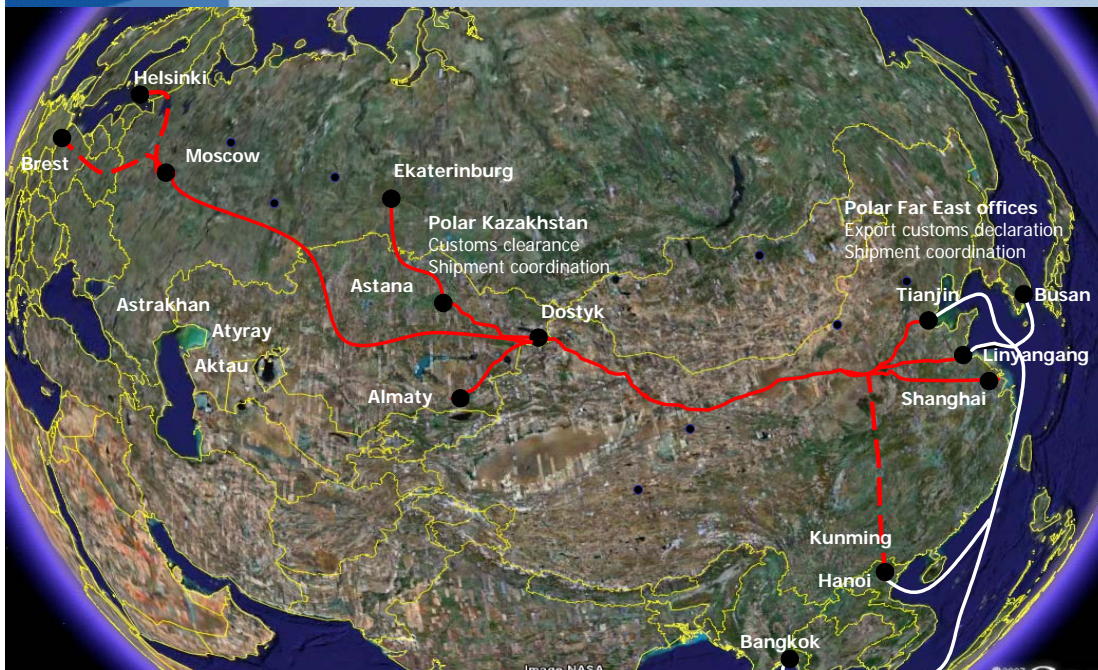 Helsinki
Brest
Moscow
Ekaterinburg
Polar Kazakhstan
Customs clearance
Shipment coordination
Polar Far East offices
Export customs declaration
Shipment coordination
Astana
Dostyk
Tianjin
Busan
Astrakhan
Atyray
Aktau
Linyangang
Almaty
Shanghai
Kunming
Hanoi
Bangkok
Image NASA